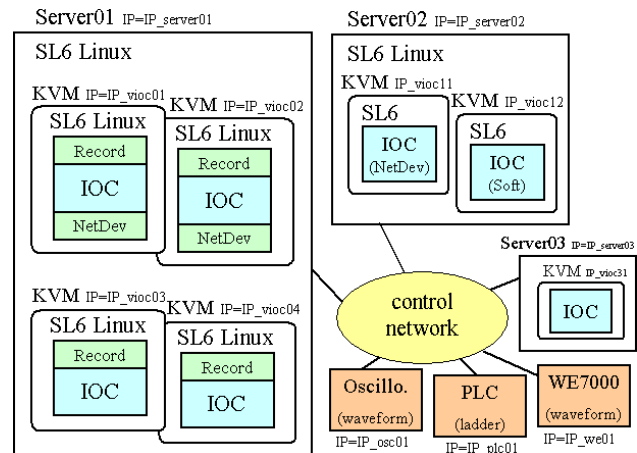 Server01 IP=IP_server01
SL6 Linux
KVM IP=IP_vioc01
SL6 Linux
Record
IOC
NetDev
KVM IP=IP_vioc02
SL6 Linux
Record
IOC
NetDev
KVM IP=IP_vioc03
SL6 Linux
Record
IOC
KVM IP=IP_vioc04
SL6 Linux
Record
IOC
Server02 IP=IP_server02
SL6 Linux
KVM IP_vioc11
SL6
IOC
(NetDev)
KVM IP_vioc12
SL6
IOC
(Soft)
Server03 IP=IP_server03
KVM IP_vioc31
IOC
control
network
Oscillo.
(waveform)
IP=IP_osc01
PLC
(ladder)
IP=IP_plc01
WE7000
(waveform)
IP=IP_we01